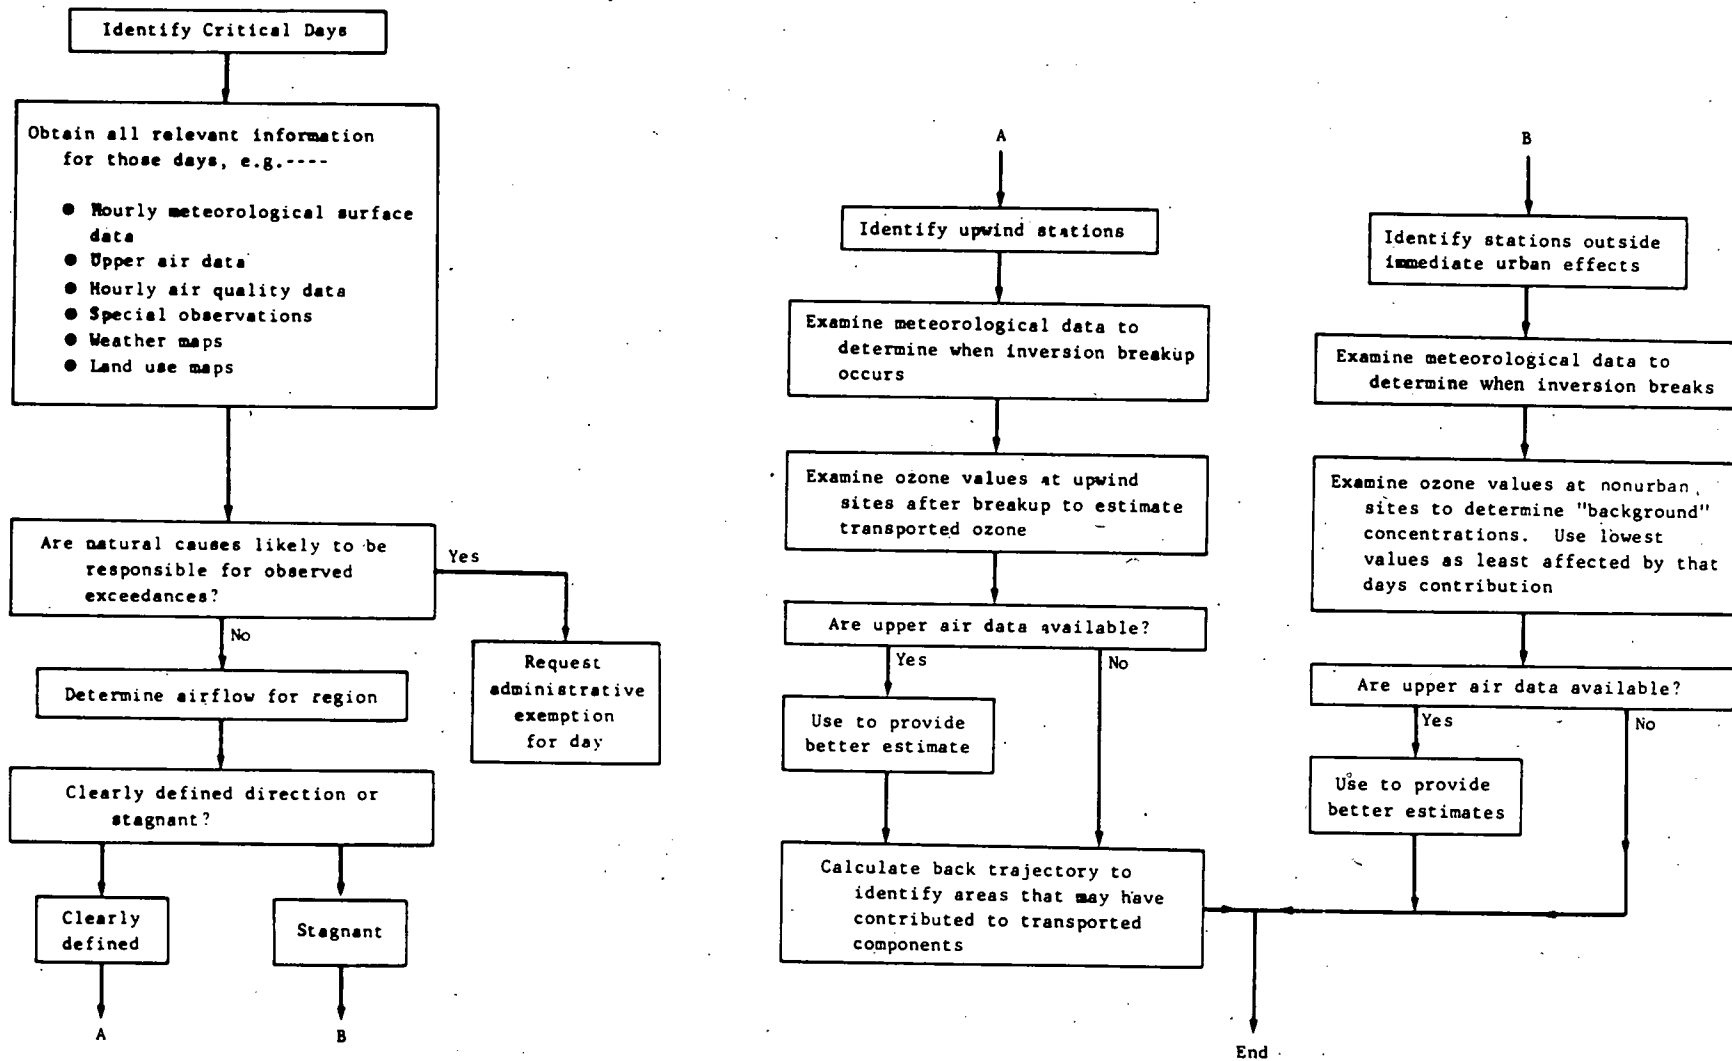 Identify Critical Days
Obtain all relevant information
for those days, e.g.----
● Hourly meteorological surface
data
● Upper air data
● Hourly air quality data
● Special observations
● Weather maps
● Land use maps
Are natural causes likely to be
responsible for observed
exceedances?
Yes
No
Request
administrative
exemption
for day
Determine airflow for region
Clearly defined direction or
stagnant?
Clearly
defined
Stagnant
A
B
A
Identify upwind stations
Examine meteorological data to
determine when inversion breakup
occurs
Examine ozone values at upwind
sites after breakup to estimate
transported ozone
Are upper air data available?
Yes
No
Use to provide
better estimate
Calculate back trajectory to
identify areas that may have
contributed to transported
components
B
Identify stations outside
immediate urban effects
Examine meteorological data to
determine when inversion breaks
Examine ozone values at nonurban
sites to determine "background"
concentrations. Use lowest
values as least affected by that
days contribution
Are upper air data available?
Yes
No
Use to provide
better estimates
End